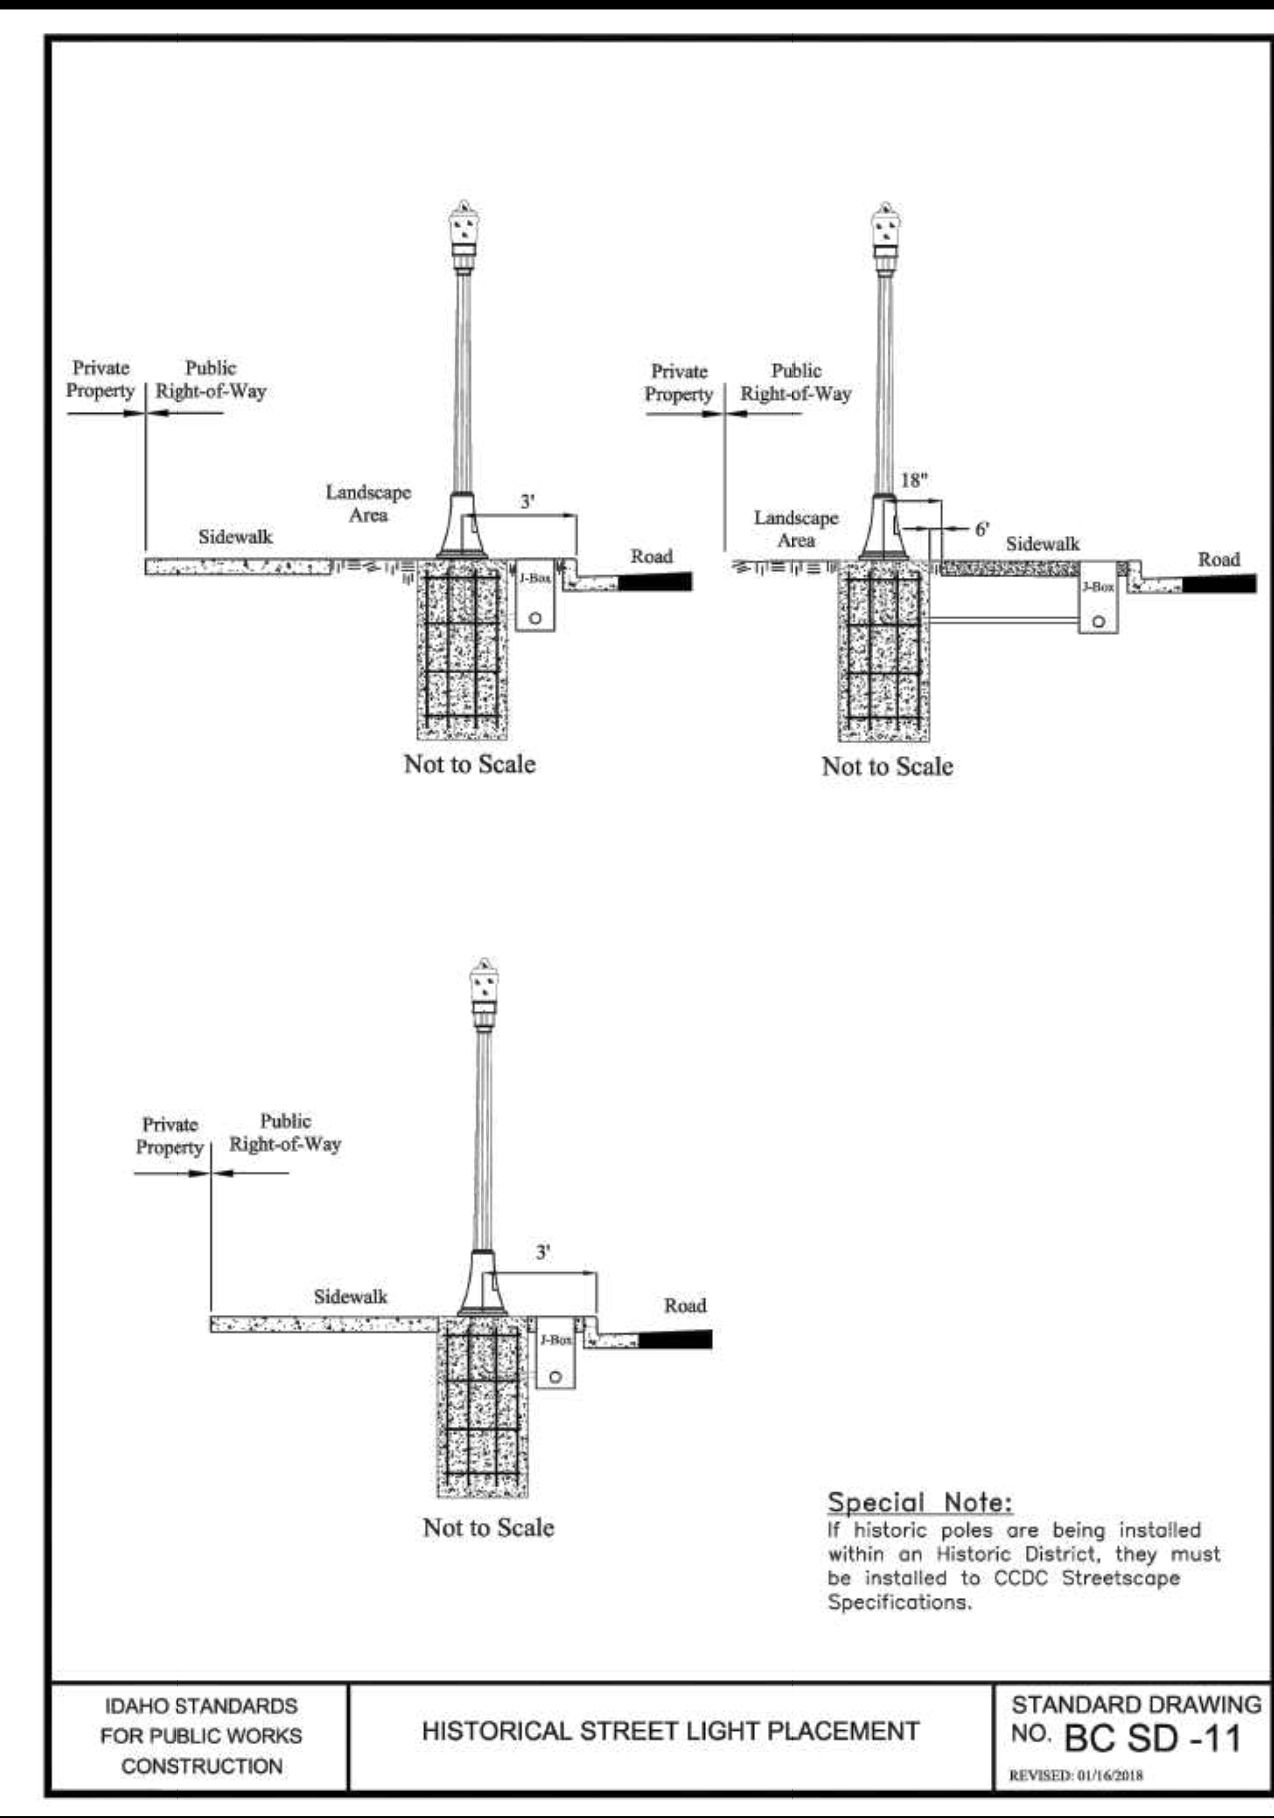 Private
Property
Public
Right-of-Way
Landscape
Area
3'
Sidewalk
Road
J-Box
Not to Scale
Private
Property
Public
Right-of-Way
18"
Landscape
Area
6'
Sidewalk
Road
J-Box
Not to Scale
Private
Property
Public
Right-of-Way
3'
Sidewalk
Road
J-Box
Not to Scale
Special Note:
If historic poles are being installed
within an Historic District, they must
be installed to CCDC Streetscape
Specifications.
IDAHO STANDARDS
FOR PUBLIC WORKS
CONSTRUCTION
HISTORICAL STREET LIGHT PLACEMENT
STANDARD DRAWING
NO. BC SD -11
REVISED: 01/16/2018